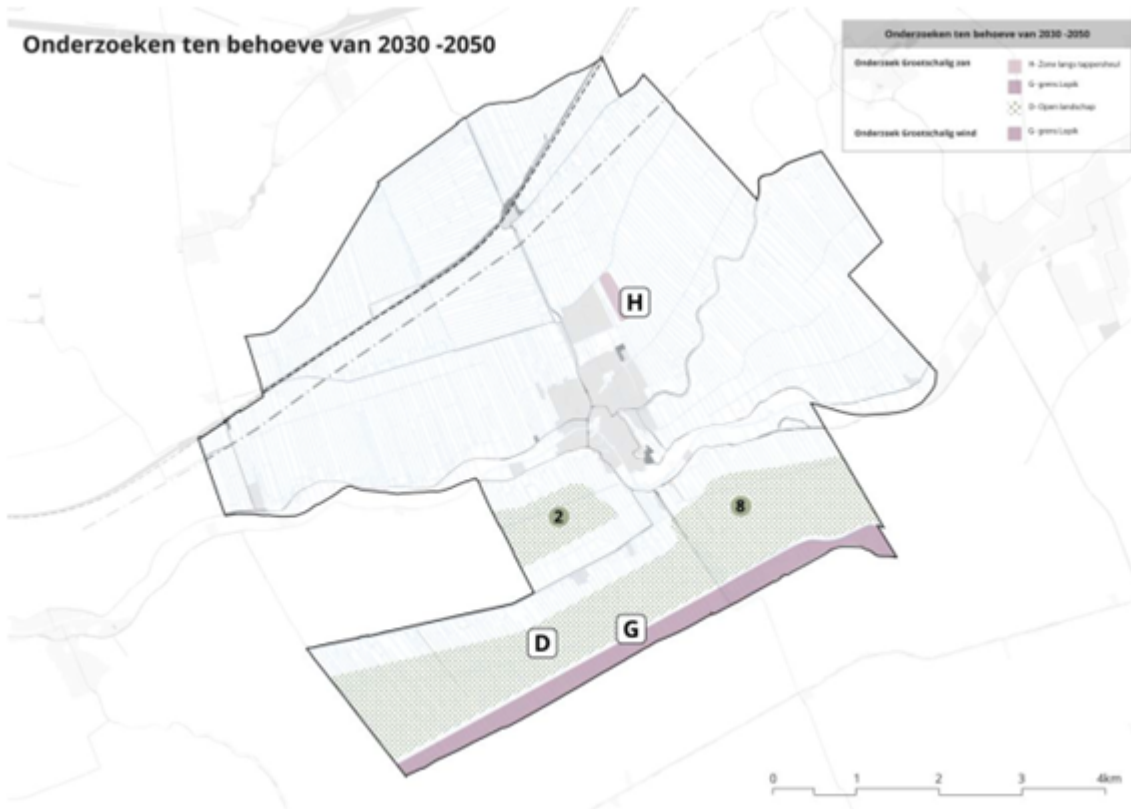 Onderzoeken ten behoeve van 2030 -2050
Onderzoeken ten behoeve van 2030 -2050
Onderzoek Grootschalig zon
H- Zone langs tappersheul
G- grens Lopik
D- Open landschap
Onderzoek Grootschalig wind
G- grens Lopik
H
2
8
D
G
0 1 2 3 4km